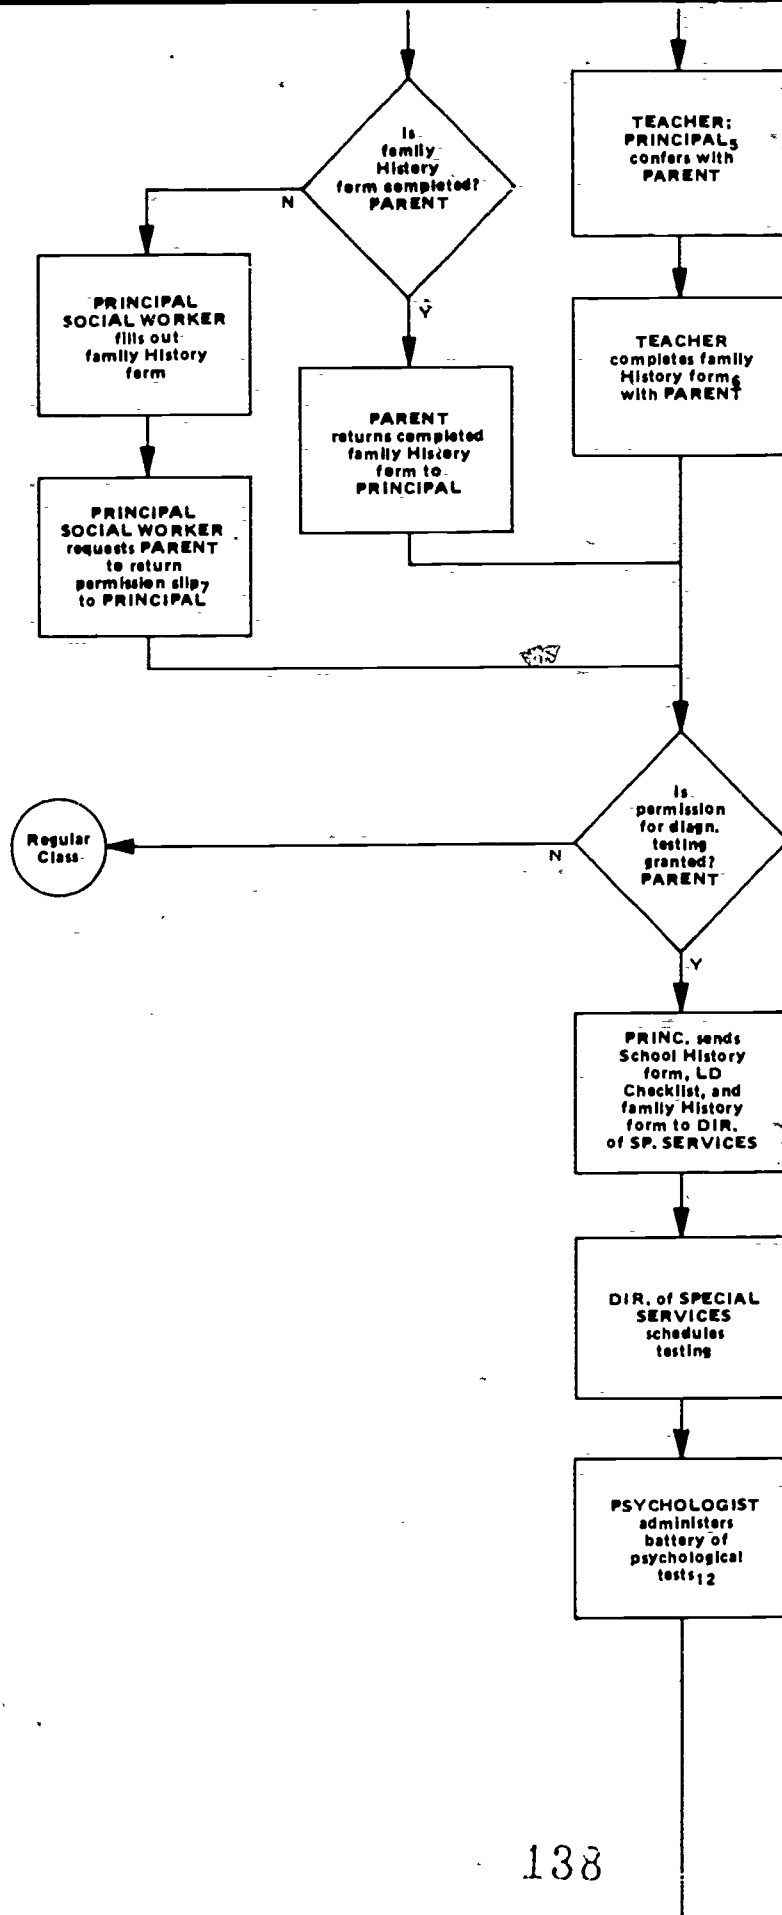 Is
family
History
form completed?
PARENT
N
Y
TEACHER;
PRINCIPAL5
confers with
PARENT
PRINCIPAL
SOCIAL WORKER
fills out
family History
form
TEACHER
completes family
History form6
with PARENT
PARENT
returns completed
family History
form to
PRINCIPAL
PRINCIPAL
SOCIAL WORKER
requests PARENT
to return
permission slip7
to PRINCIPAL
Is
permission
for diagn.
testing
granted?
PARENT
N
Y
Regular
Class
PRINC. sends
School History
form, LD
Checklist, and
family History
form to DIR.
of SP. SERVICES
DIR. of SPECIAL
SERVICES
schedules
testing
PSYCHOLOGIST
administers
battery of
psychological
tests12
138